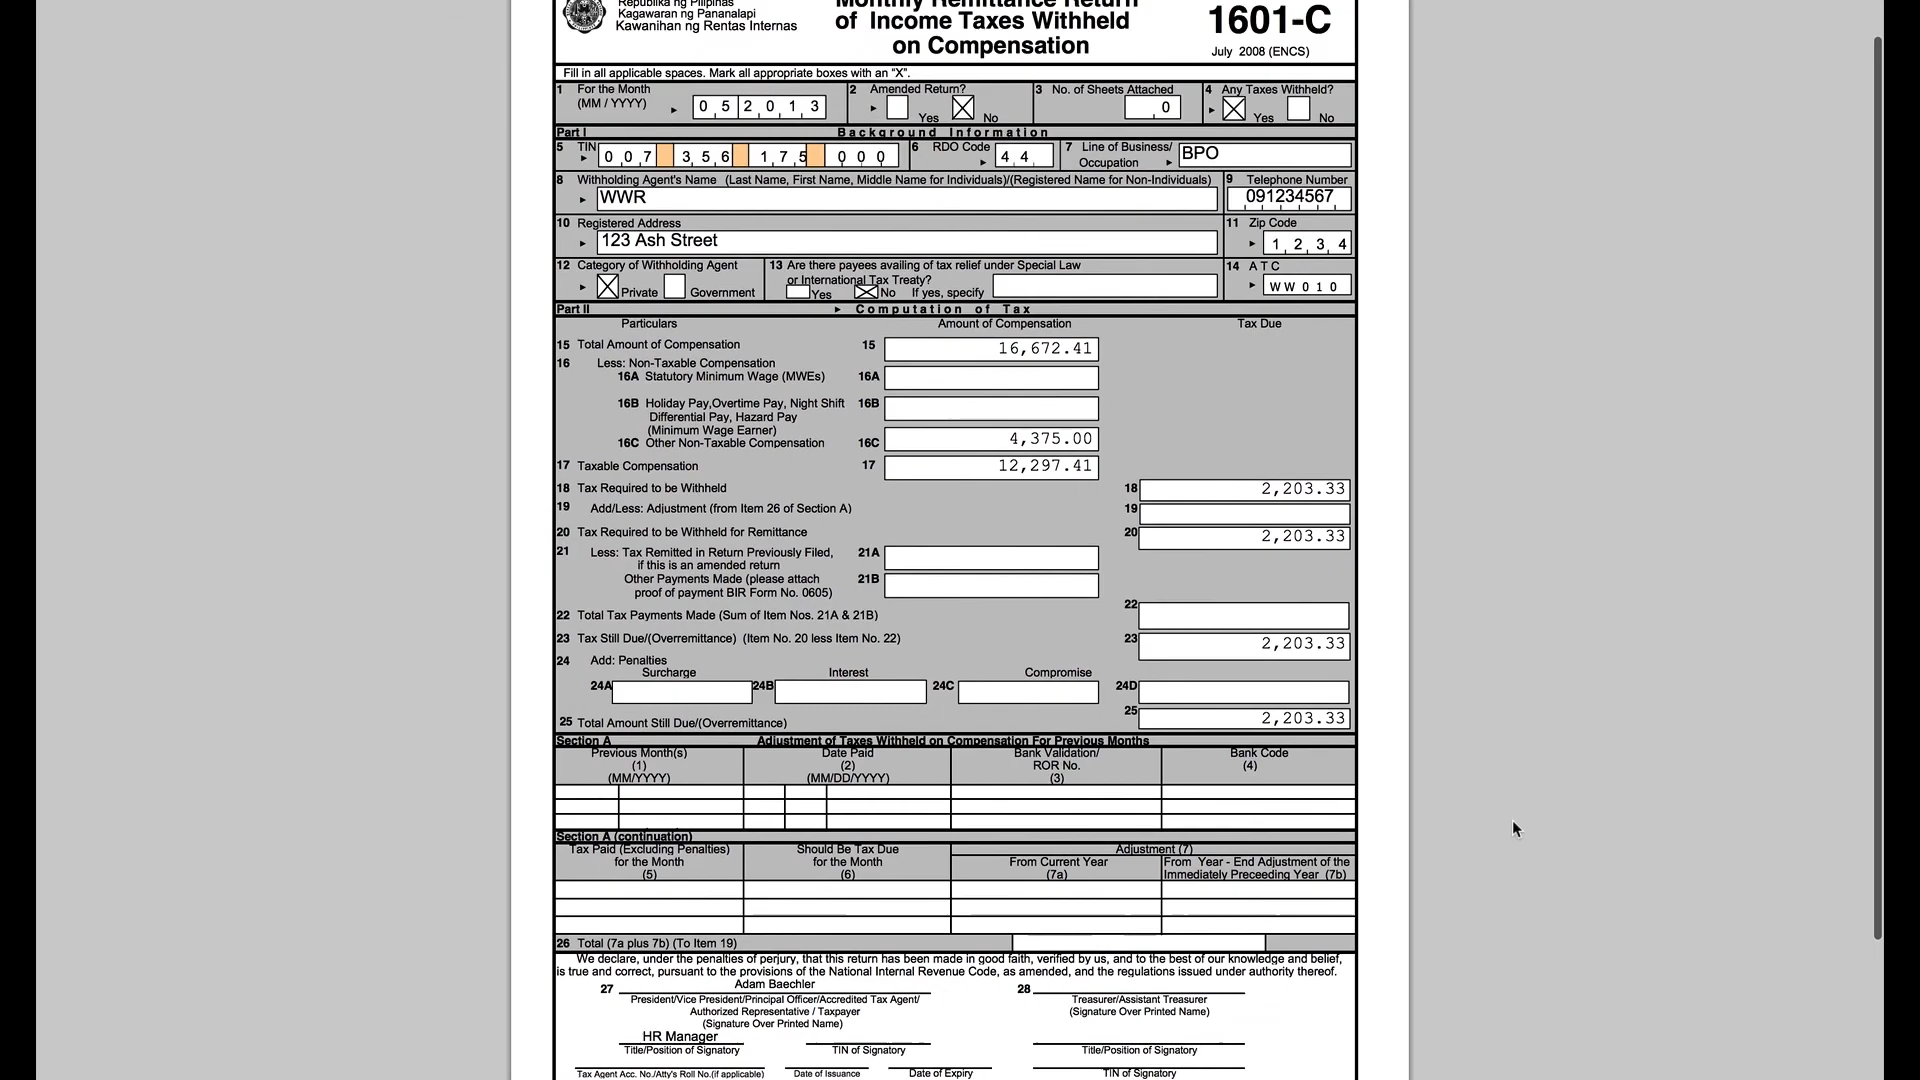 Republika ng Pilipinas
Kagawaran ng Pananalapi
Kawanihan ng Rentas Internas
Monthly Remittance Return
of Income Taxes Withheld
on Compensation
1601-C
July 2008 (ENCS)
Fill in all applicable spaces. Mark all appropriate boxes with an "X".
1 For the Month (MM / YYYY) 0 5 2 0 1 3
2 Amended Return? Yes X No
3 No. of Sheets Attached 0
4 Any Taxes Withheld? X Yes No
Part I Background Information
5 TIN 0 0 7 3 5 6 1 7 5 0 0 0
6 RDO Code 4 4
7 Line of Business/ Occupation BPO
8 Withholding Agent's Name (Last Name, First Name, Middle Name for Individuals)/(Registered Name for Non-Individuals)
WWR
9 Telephone Number
091234567
10 Registered Address
123 Ash Street
11 Zip Code
1 2 3 4
12 Category of Withholding Agent
X Private Government
13 Are there payees availing of tax relief under Special Law
or International Tax Treaty?
Yes X No If yes, specify
14 A T C
W W 0 1 0
Part II Computation of Tax
Particulars Amount of Compensation Tax Due
15 Total Amount of Compensation 15 16,672.41
16 Less: Non-Taxable Compensation
16A Statutory Minimum Wage (MWEs) 16A
16B Holiday Pay,Overtime Pay, Night Shift 16B
Differential Pay, Hazard Pay
(Minimum Wage Earner)
16C Other Non-Taxable Compensation 16C 4,375.00
17 Taxable Compensation 17 12,297.41
18 Tax Required to be Withheld 18 2,203.33
19 Add/Less: Adjustment (from Item 26 of Section A) 19
20 Tax Required to be Withheld for Remittance 20 2,203.33
21 Less: Tax Remitted in Return Previously Filed, 21A
if this is an amended return
Other Payments Made (please attach 21B
proof of payment BIR Form No. 0605)
22 Total Tax Payments Made (Sum of Item Nos. 21A & 21B) 22
23 Tax Still Due/(Overremittance) (Item No. 20 less Item No. 22) 23 2,203.33
24 Add: Penalties
Surcharge Interest Compromise
24A 24B 24C 24D
25 Total Amount Still Due/(Overremittance) 25 2,203.33
Section A Adjustment of Taxes Withheld on Compensation For Previous Months
Previous Month(s) Date Paid Bank Validation/ Bank Code
(1) (2) ROR No. (4)
(MM/YYYY) (MM/DD/YYYY) (3)
Section A (continuation)
Tax Paid (Excluding Penalties) Should Be Tax Due Adjustment (7)
for the Month for the Month From Current Year From Year - End Adjustment of the
(5) (6) (7a) Immediately Preceeding Year (7b)
26 Total (7a plus 7b) (To Item 19)
We declare, under the penalties of perjury, that this return has been made in good faith, verified by us, and to the best of our knowledge and belief,
is true and correct, pursuant to the provisions of the National Internal Revenue Code, as amended, and the regulations issued under authority thereof.
Adam Baechler
27 28
President/Vice President/Principal Officer/Accredited Tax Agent/ Treasurer/Assistant Treasurer
Authorized Representative / Taxpayer (Signature Over Printed Name)
(Signature Over Printed Name)
HR Manager
Title/Position of Signatory TIN of Signatory Title/Position of Signatory
Tax Agent Acc. No./Atty's Roll No.(if applicable) Date of Issuance Date of Expiry TIN of Signatory